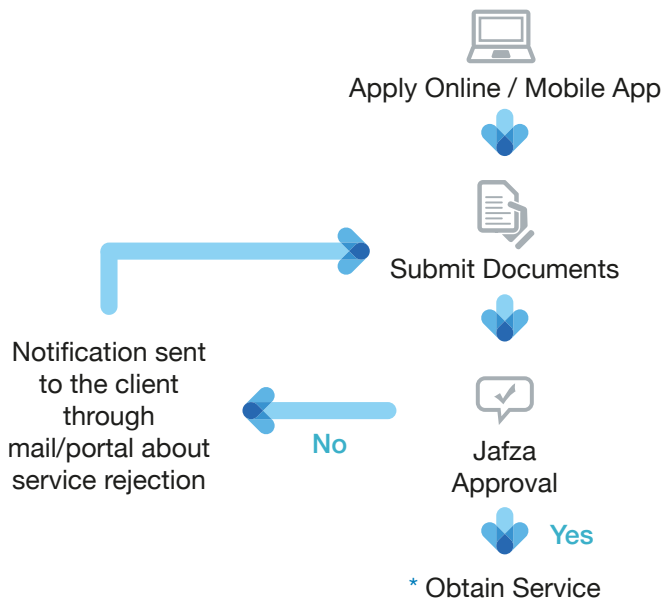 Apply Online / Mobile App
Submit Documents
Notification sent
to the client
through
mail/portal about
service rejection
No
Jafza
Approval
Yes
* Obtain Service